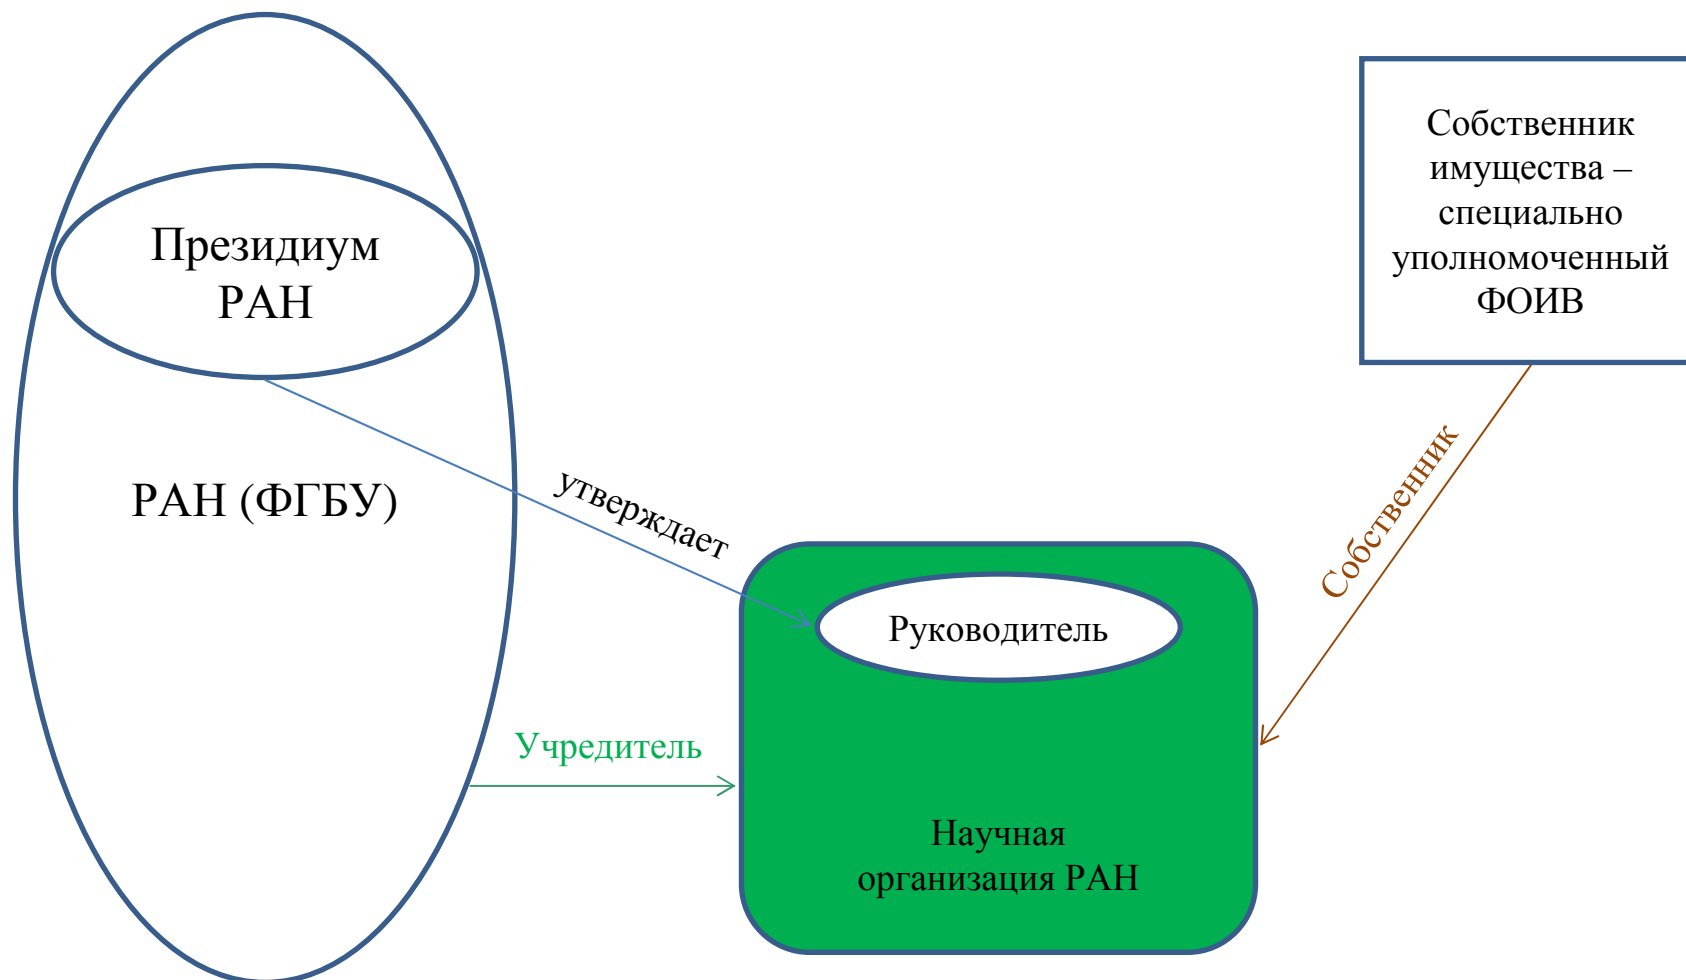 Президиум
РАН
РАН (ФГБУ)
утверждает
Учредитель
Руководитель
Научная
организация РАН
Собственник
имущества –
специально
уполномоченный
ФОИВ
Собственник